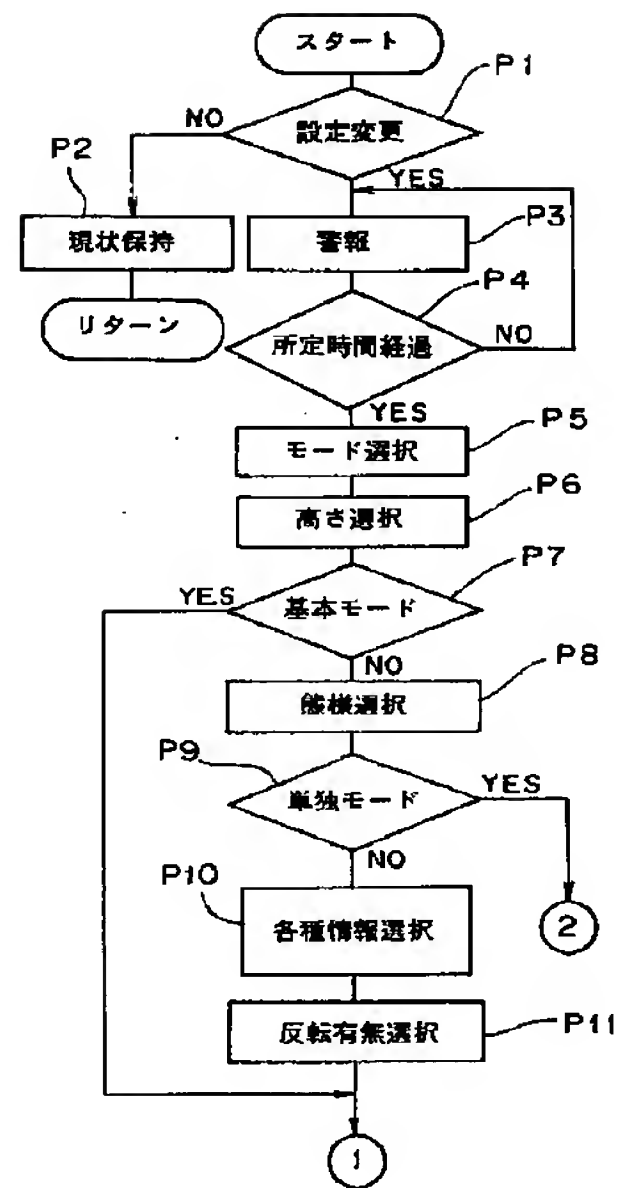 スタート
P1
設定変更
NO
YES
P2
現状保持
警報
P3
リターン
P4
所定時間経過
NO
YES
モード選択
P5
高さ選択
P6
P7
YES
基本モード
NO
P8
態様選択
P9
単独モード
YES
NO
P10
各種情報選択
2
反転有無選択
P11
1